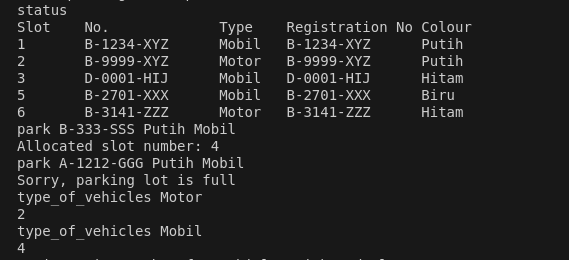 status
Slot No. Type Registration No Colour
1 B-1234-XYZ Mobil B-1234-XYZ Putih
2 B-9999-XYZ Motor B-9999-XYZ Putih
3 D-0001-HIJ Mobil D-0001-HIJ Hitam
5 B-2701-XXX Mobil B-2701-XXX Biru
6 B-3141-ZZZ Motor B-3141-ZZZ Hitam
park B-333-SSS Putih Mobil
Allocated slot number: 4
park A-1212-GGG Putih Mobil
Sorry, parking lot is full
type_of_vehicles Motor
2
type_of_vehicles Mobil
4